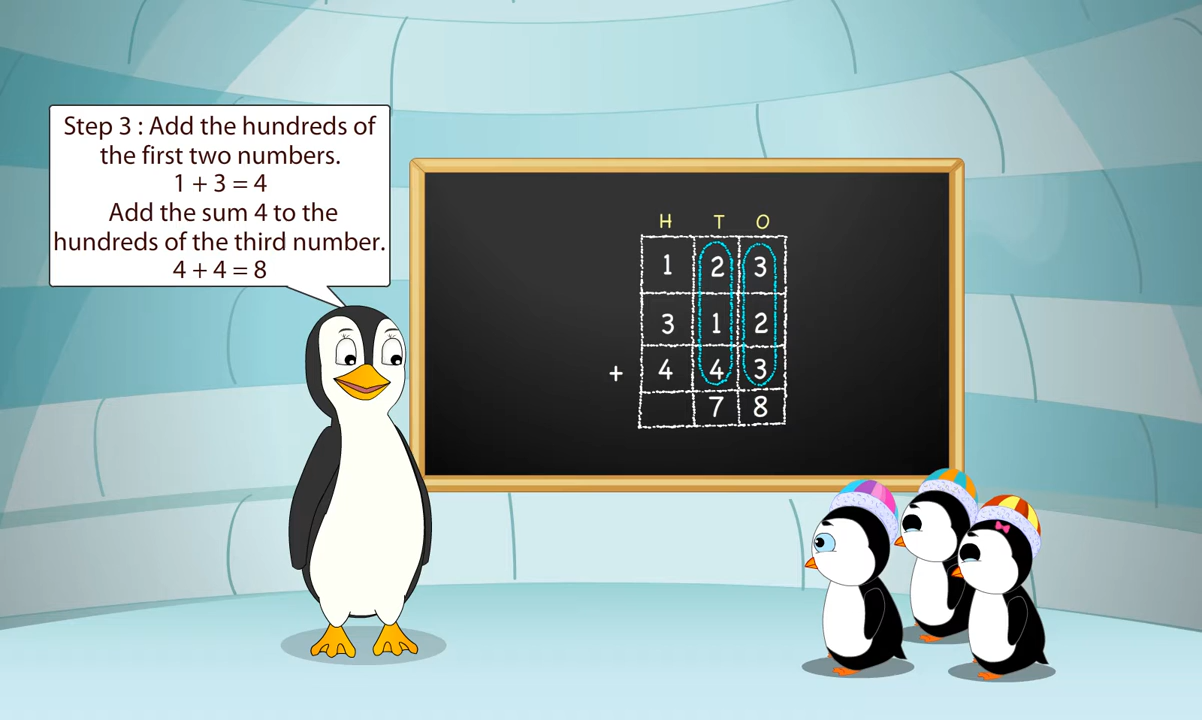 Step 3 : Add the hundreds of
the first two numbers.
1 + 3 = 4
Add the sum 4 to the
hundreds of the third number.
4 + 4 = 8
H T O
1 2 3
3 1 2
+ 4 4 3
7 8